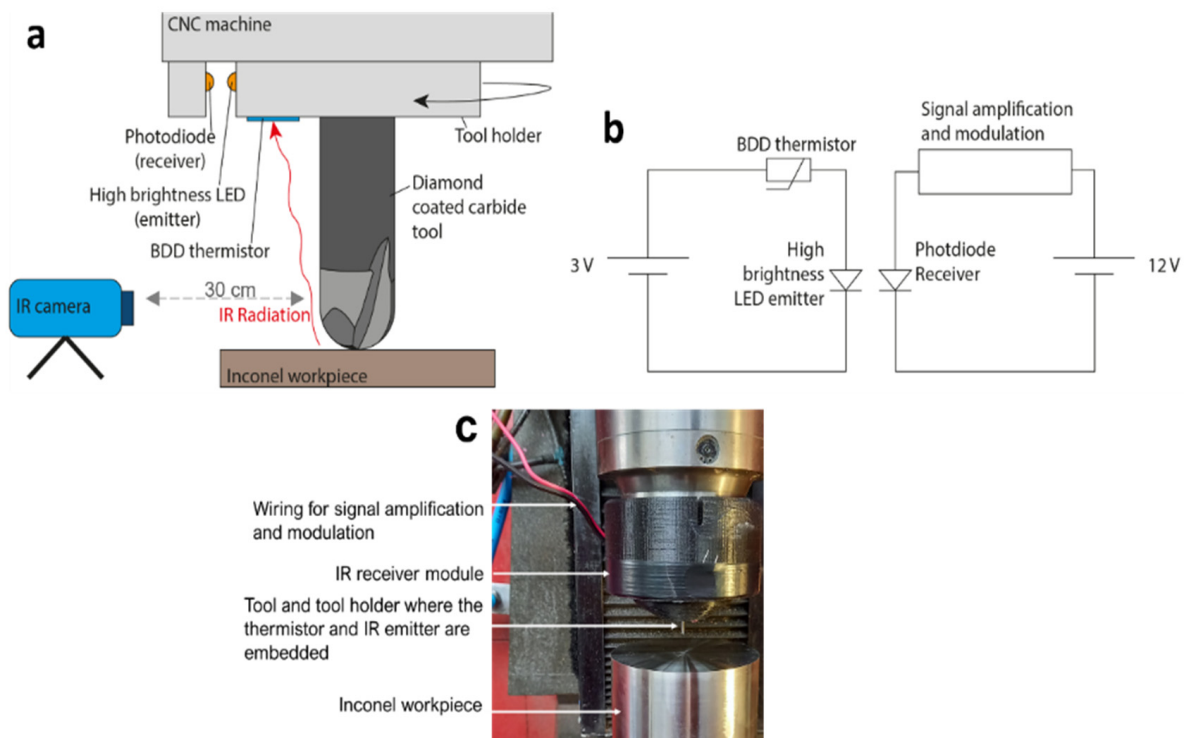 a
CNC machine
Photodiode
(receiver)
Tool holder
High brightness LED
(emitter)
Diamond
coated carbide
tool
BDD thermistor
30 cm
IR camera
IR Radiation
Inconel workpiece
b
Signal amplification
and modulation
BDD thermistor
3 V
High
brightness
LED emitter
Photdiode
Receiver
12 V
c
Wiring for signal amplification
and modulation
IR receiver module
Tool and tool holder where the
thermistor and IR emitter are
embedded
Inconel workpiece